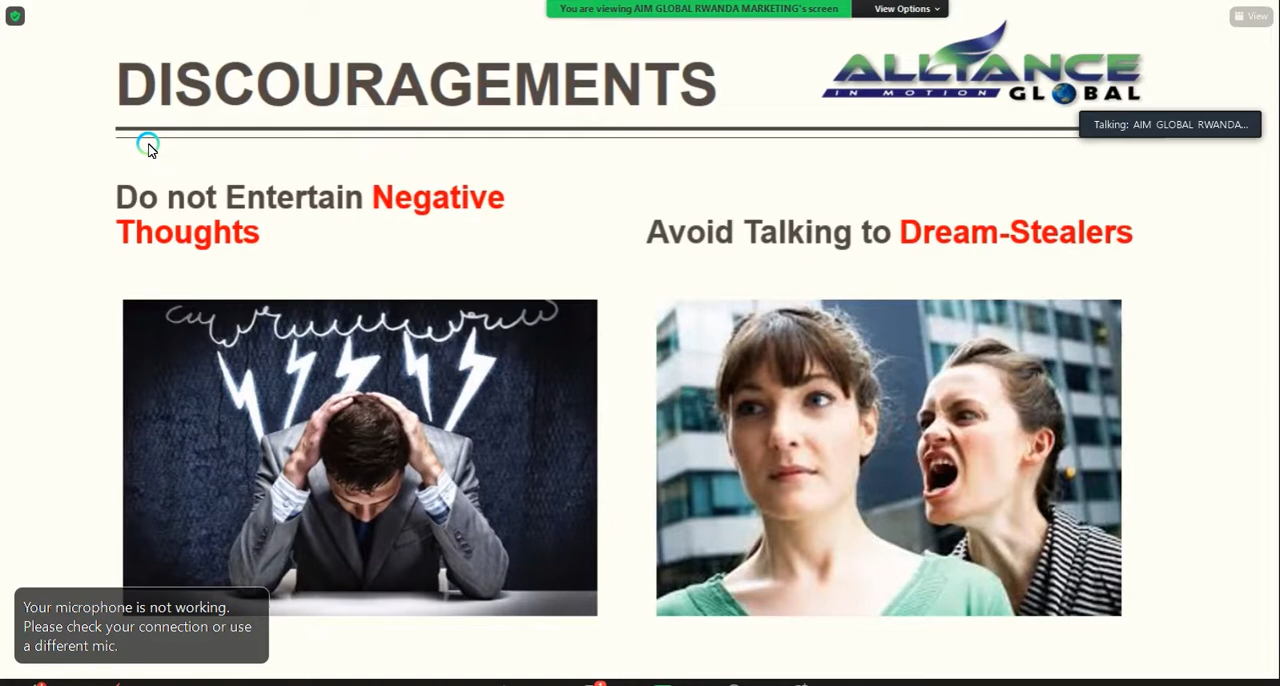 You are viewing AIM GLOBAL RWANDA MARKETING's screen
View Options
View
DISCOURAGEMENTS
ALLIANCE
IN MOTION GLOBAL
Talking: AIM GLOBAL RWANDA...
Do not Entertain Negative
Thoughts
Avoid Talking to Dream-Stealers
Your microphone is not working.
Please check your connection or use
a different mic.